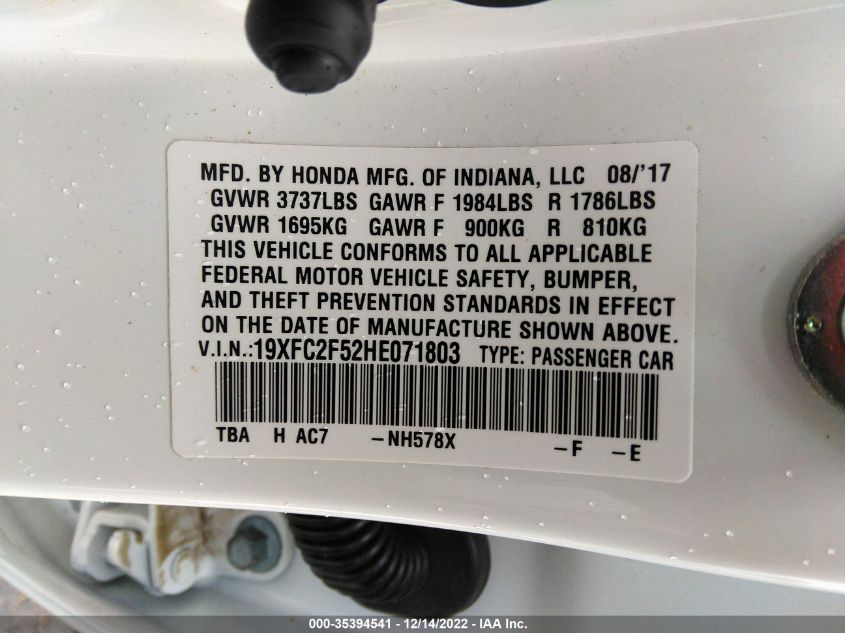 MFD. BY HONDA MFG. OF INDIANA, LLC 08/'17
GVWR 3737LBS GAWR F 1984LBS R 1786LBS
GVWR 1695KG GAWR F 900KG R 810KG
THIS VEHICLE CONFORMS TO ALL APPLICABLE
FEDERAL MOTOR VEHICLE SAFETY, BUMPER,
AND THEFT PREVENTION STANDARDS IN EFFECT
ON THE DATE OF MANUFACTURE SHOWN ABOVE.
V.I.N.:19XFC2F52HE071803 TYPE: PASSENGER CAR
TBA H AC7 -NH578X -F -E
000-35394541 - 12/14/2022 - IAA Inc.